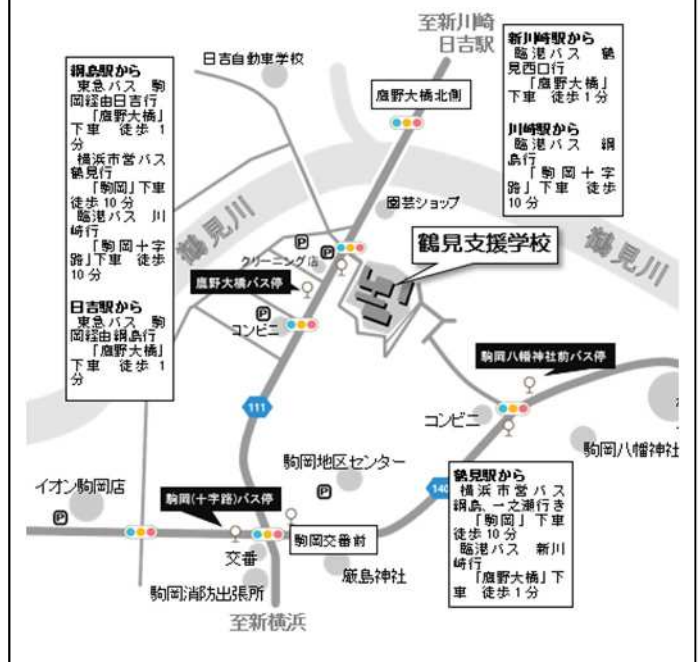 至新川崎
日吉駅
日吉自動車学校
綱島駅から
東急バス 駒
岡経由日吉行
「鷹野大橋」
下車 徒歩 1
分
横浜市営バス
鶴見行
「駒岡」下車
徒歩 10 分
臨港バス 川
崎行
「駒岡十字
路」下車 徒歩
10 分
日吉駅から
東急バス 駒
岡経由綱島行
「鷹野大橋」
下車 徒歩 1
分
鷹野大橋北側
新川崎駅から
臨港バス 鶴
見西口行
「鷹野大橋」
下車 徒歩 1 分
川崎駅から
臨港バス 綱
島行
「駒岡十字
路」下車 徒歩
10 分
園芸ショップ
鶴見川
鶴見川
鶴見支援学校
P
P
クリーニング店
鷹野大橋バス停
P
コンビニ
駒岡八幡神社前バス停
111
コンビニ
駒岡八幡神社
駒岡地区センター
P
140
イオン駒岡店
P
駒岡(十字路)バス停
駒岡交番前
交番
厳島神社
駒岡消防出張所
至新横浜
鶴見駅から
横浜市営バス
綱島、一之瀬行き
「駒岡」下車
徒歩 10 分
臨港バス 新川
崎行
「鷹野大橋」下
車 徒歩 1 分